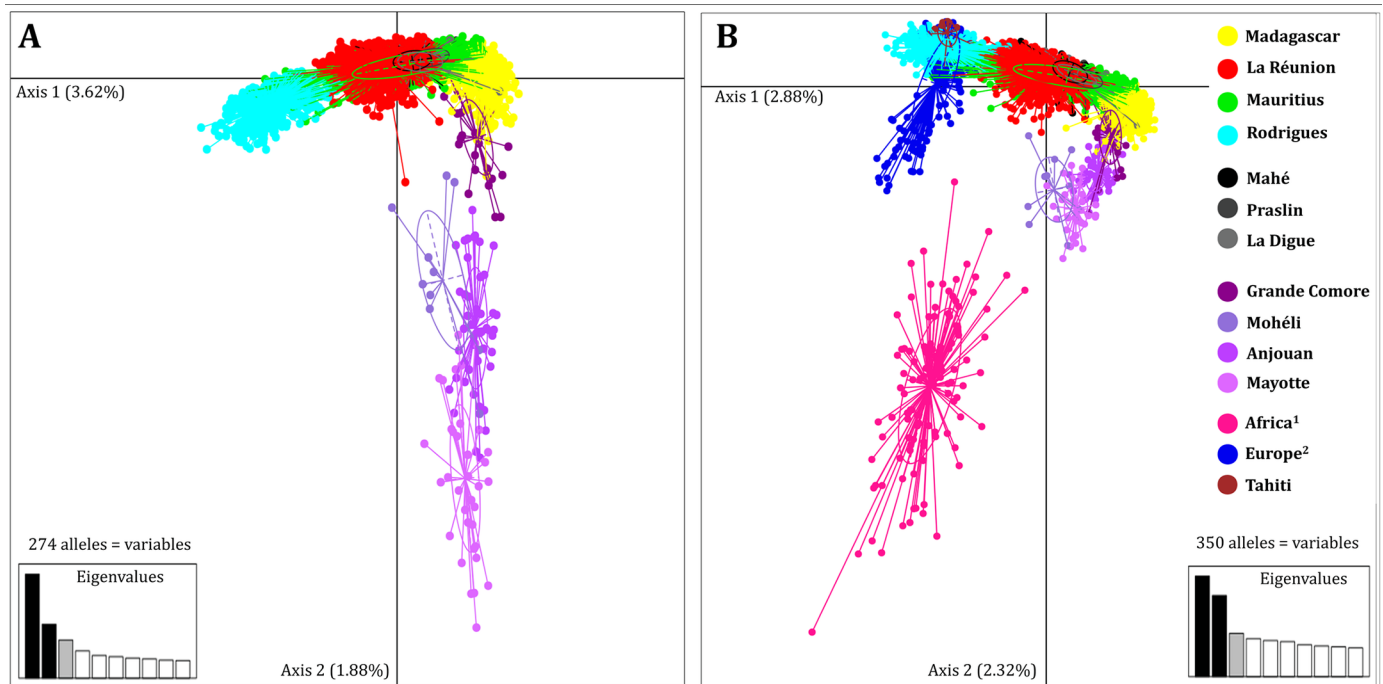 A
Axis 1 (3.62%)
274 alleles = variables
Eigenvalues
Axis 2 (1.88%)
B
Axis 1 (2.88%)
350 alleles = variables
Eigenvalues
Axis 2 (2.32%)
Madagascar
La Réunion
Mauritius
Rodrigues
Mahé
Praslin
La Digue
Grande Comore
Mohéli
Anjouan
Mayotte
Africa¹
Europe²
Tahiti